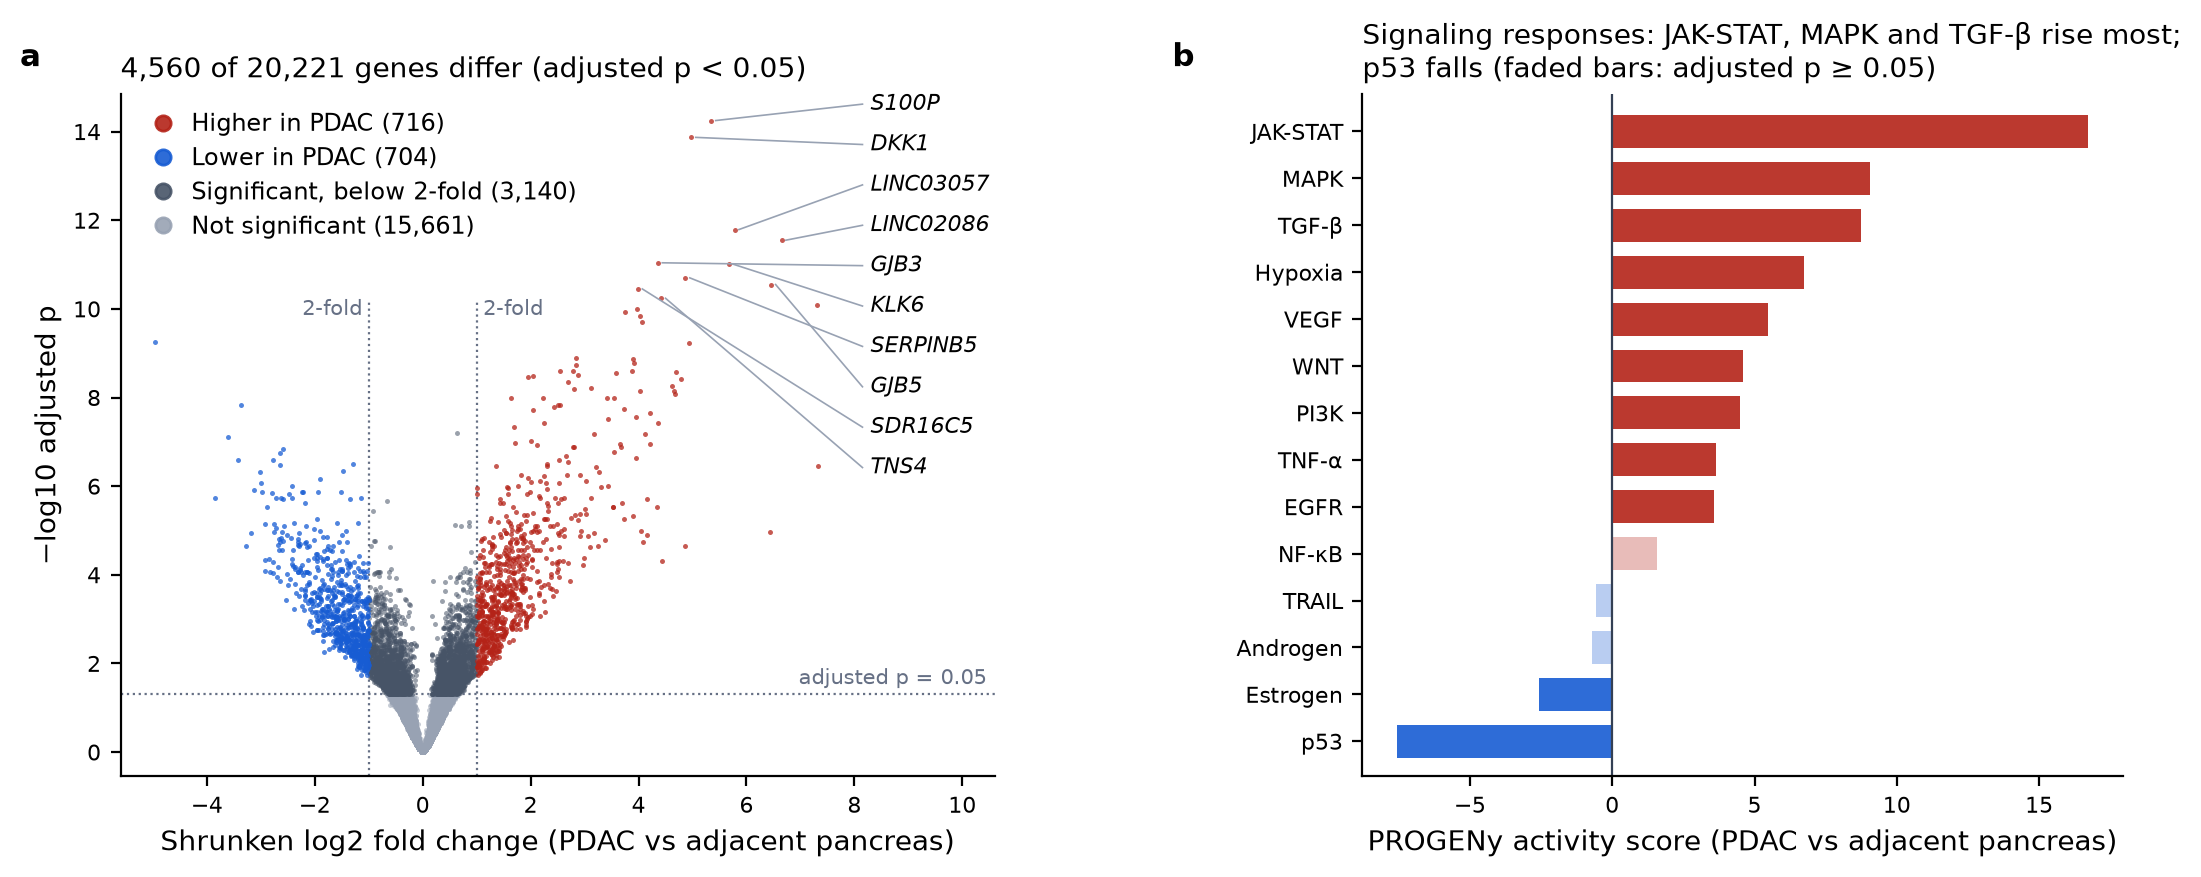 a
4,560 of 20,221 genes differ (adjusted p < 0.05)
Higher in PDAC (716)
Lower in PDAC (704)
Significant, below 2-fold (3,140)
Not significant (15,661)
S100P
DKK1
LINC03057
LINC02086
GJB3
KLK6
SERPINB5
GJB5
SDR16C5
TNS4
2-fold
2-fold
adjusted p = 0.05
−log10 adjusted p
14
12
10
8
6
4
2
0
−4
−2
0
2
4
6
8
10
Shrunken log2 fold change (PDAC vs adjacent pancreas)
b
Signaling responses: JAK-STAT, MAPK and TGF-β rise most;
p53 falls (faded bars: adjusted p ≥ 0.05)
JAK-STAT
MAPK
TGF-β
Hypoxia
VEGF
WNT
PI3K
TNF-α
EGFR
NF-κB
TRAIL
Androgen
Estrogen
p53
−5
0
5
10
15
PROGENy activity score (PDAC vs adjacent pancreas)